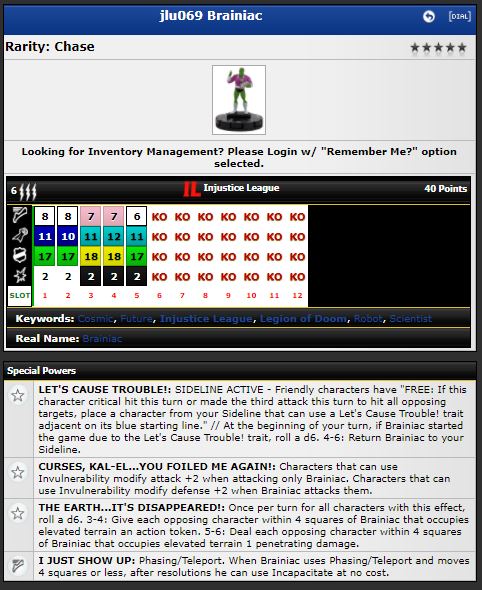 jlu069 Brainiac [DIAL]
Rarity: Chase
Looking for Inventory Management? Please Login w/ "Remember Me?" option
selected.
6 IL Injustice League 40 Points
8 8 7 7 6 KO KO KO KO KO KO KO
11 10 11 12 11 KO KO KO KO KO KO KO
17 17 18 18 17 KO KO KO KO KO KO KO
2 2 2 2 2 KO KO KO KO KO KO KO
SLOT 1 2 3 4 5 6 7 8 9 10 11 12
Keywords: Cosmic, Future, Injustice League, Legion of Doom, Robot, Scientist
Real Name: Brainiac
Special Powers
LET'S CAUSE TROUBLE!: SIDELINE ACTIVE - Friendly characters have "FREE: If this
character critical hit this turn or made the third attack this turn to hit all opposing
targets, place a character from your Sideline that can use a Let's Cause Trouble! trait
adjacent on its blue starting line." // At the beginning of your turn, if Brainiac started
the game due to the Let's Cause Trouble! trait, roll a d6. 4-6: Return Brainiac to your
Sideline.
CURSES, KAL-EL...YOU FOILED ME AGAIN!: Characters that can use
Invulnerability modify attack +2 when attacking only Brainiac. Characters that can
use Invulnerability modify defense +2 when Brainiac attacks them.
THE EARTH...IT'S DISAPPEARED!: Once per turn for all characters with this effect,
roll a d6. 3-4: Give each opposing character within 4 squares of Brainiac that occupies
elevated terrain an action token. 5-6: Deal each opposing character within 4 squares
of Brainiac that occupies elevated terrain 1 penetrating damage.
I JUST SHOW UP: Phasing/Teleport. When Brainiac uses Phasing/Teleport and moves
4 squares or less, after resolutions he can use Incapacitate at no cost.